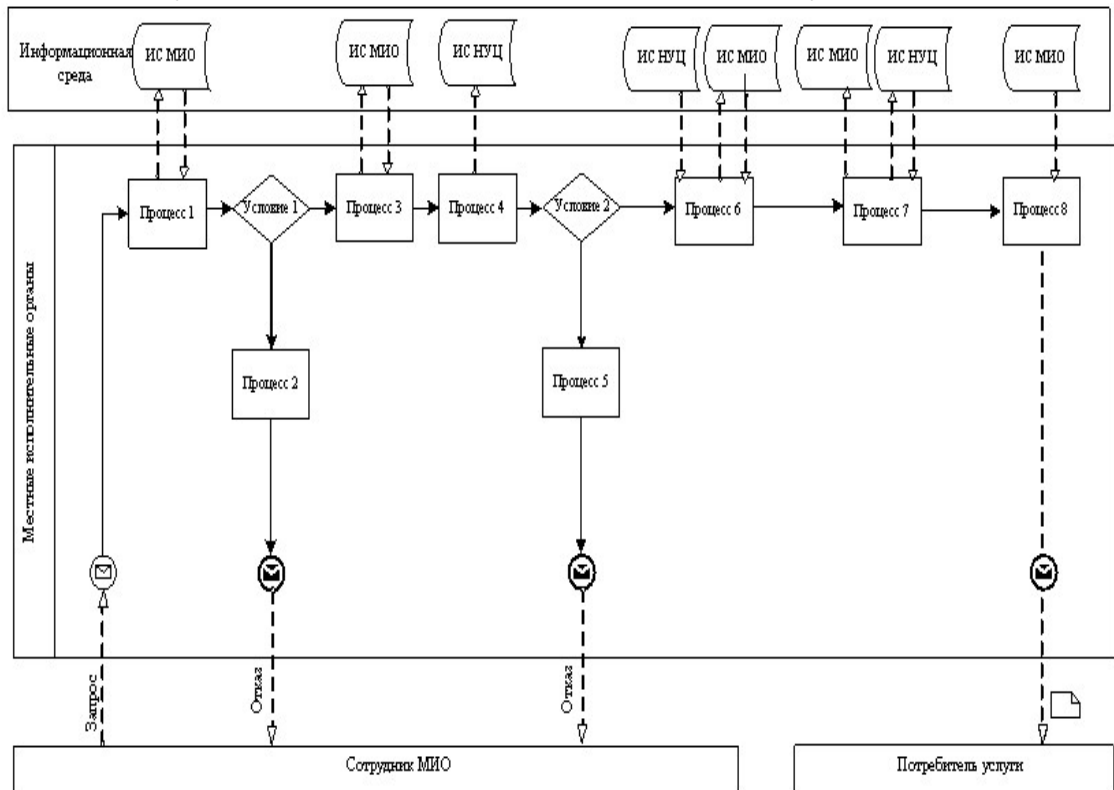 Информационная
среда
ИС МИО
ИС МИО
ИС НУЦ
ИС НУЦ
ИС МИО
ИС МИО
ИС НУЦ
ИС МИО
Местные исполнительные органы
Процесс 1
Условие 1
Процесс 3
Процесс 4
Условие 2
Процесс 6
Процесс 7
Процесс 8
Процесс 2
Процесс 5
Запрос
Отказ
Отказ
Сотрудник МИО
Потребитель услуги